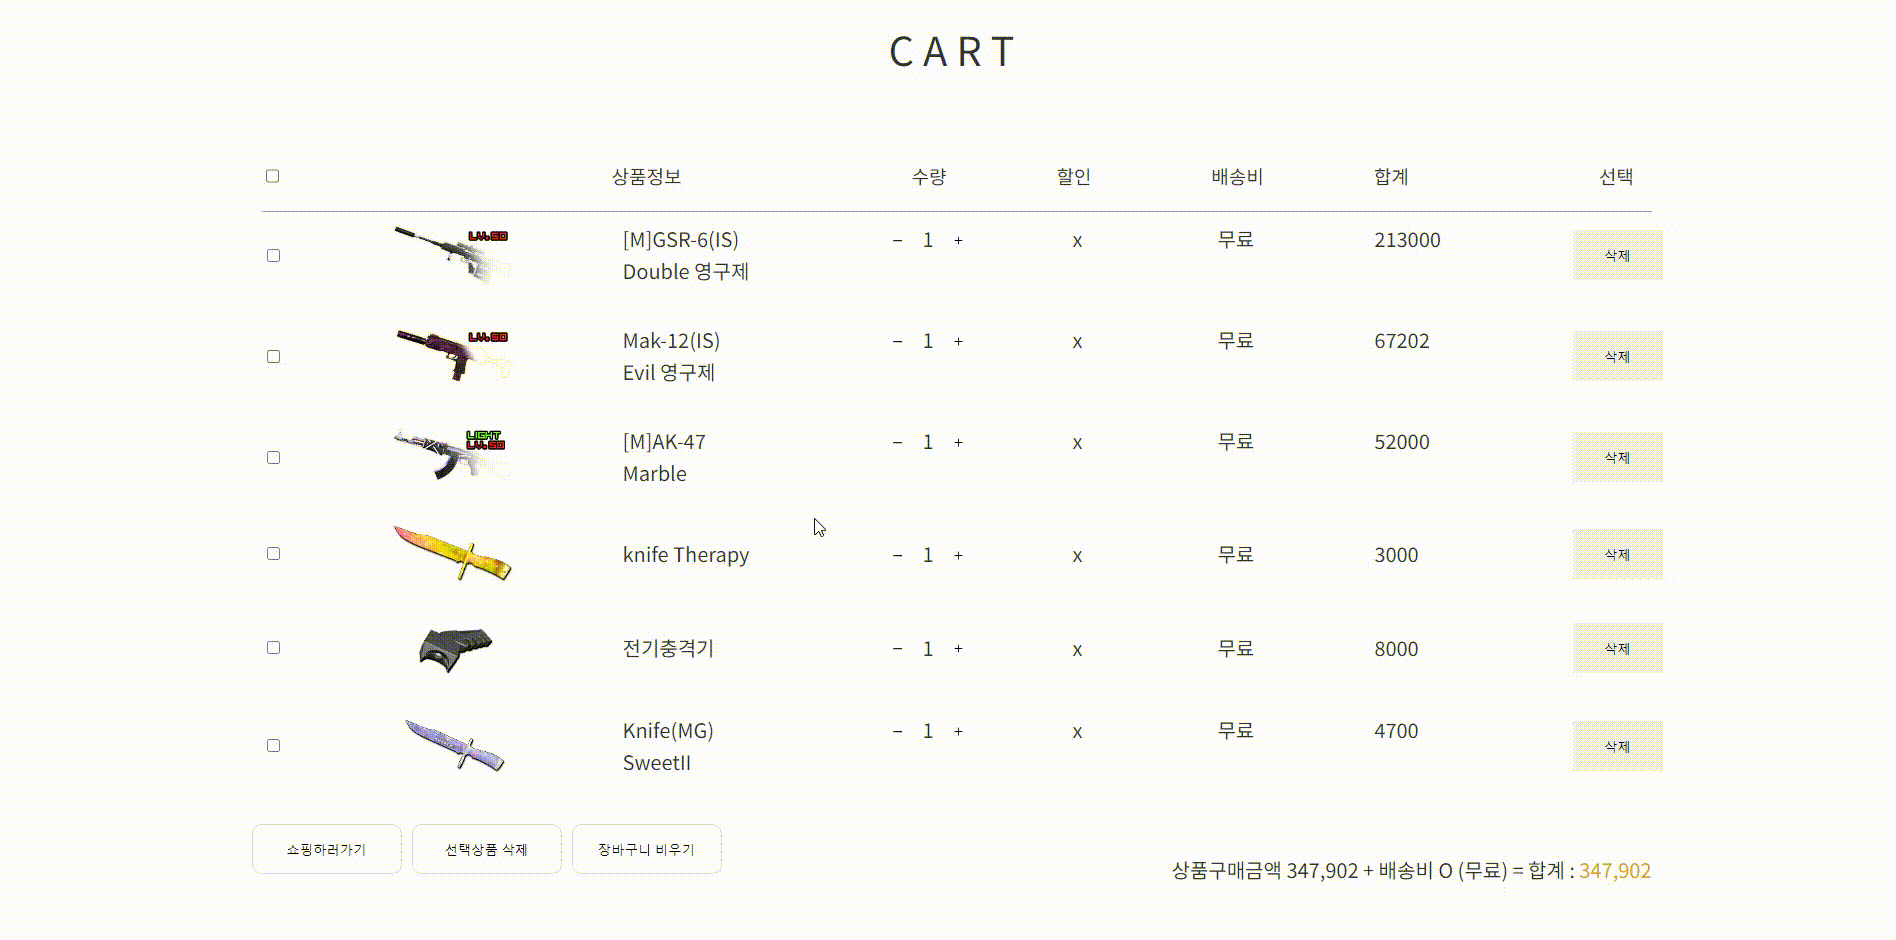 CART
상품정보 수량 할인 배송비 합계 선택
LV.60
[M]GSR-6(IS) − 1 + x 무료 213000 삭제
Double 영구제
LV.60
Mak-12(IS) − 1 + x 무료 67202 삭제
Evil 영구제
LIGHT
LV.60
[M]AK-47 − 1 + x 무료 52000 삭제
Marble
knife Therapy − 1 + x 무료 3000 삭제
전기충격기 − 1 + x 무료 8000 삭제
Knife(MG) − 1 + x 무료 4700 삭제
SweetII
쇼핑하러가기 선택상품 삭제 장바구니 비우기
상품구매금액 347,902 + 배송비 O (무료) = 합계 : 347,902